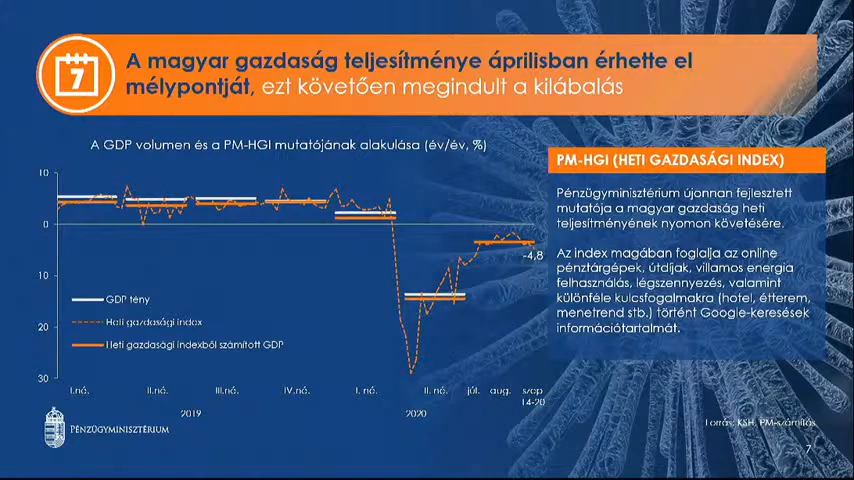 7
A magyar gazdaság teljesítménye áprilisban érhette el
mélypontját, ezt követően megindult a kilábalás
A GDP volumen és a PM-HGI mutatójának alakulása (év/év, %)
10
0
10
20
30
-4,8
GDP tény
Heti gazdasági index
Heti gazdasági indexből számított GDP
I.né.
II.né.
III.né.
IV.né.
I. né.
II. né.
júl.
aug.
szep
14-20
2019
2020
PM-HGI (HETI GAZDASÁGI INDEX)
Pénzügyminisztérium újonnan fejlesztett
mutatója a magyar gazdaság heti
teljesítményének nyomon követésére.
Az index magában foglalja az online
pénztárgépek, útdíjak, villamos energia
felhasználás, légszennyezés, valamint
különféle kulcsfogalmakra (hotel, étterem,
menetrend stb.) történt Google-keresések
információtartalmát.
PÉNZÜGYMINISZTÉRIUM
Forrás: KSH, PM-számítás
7